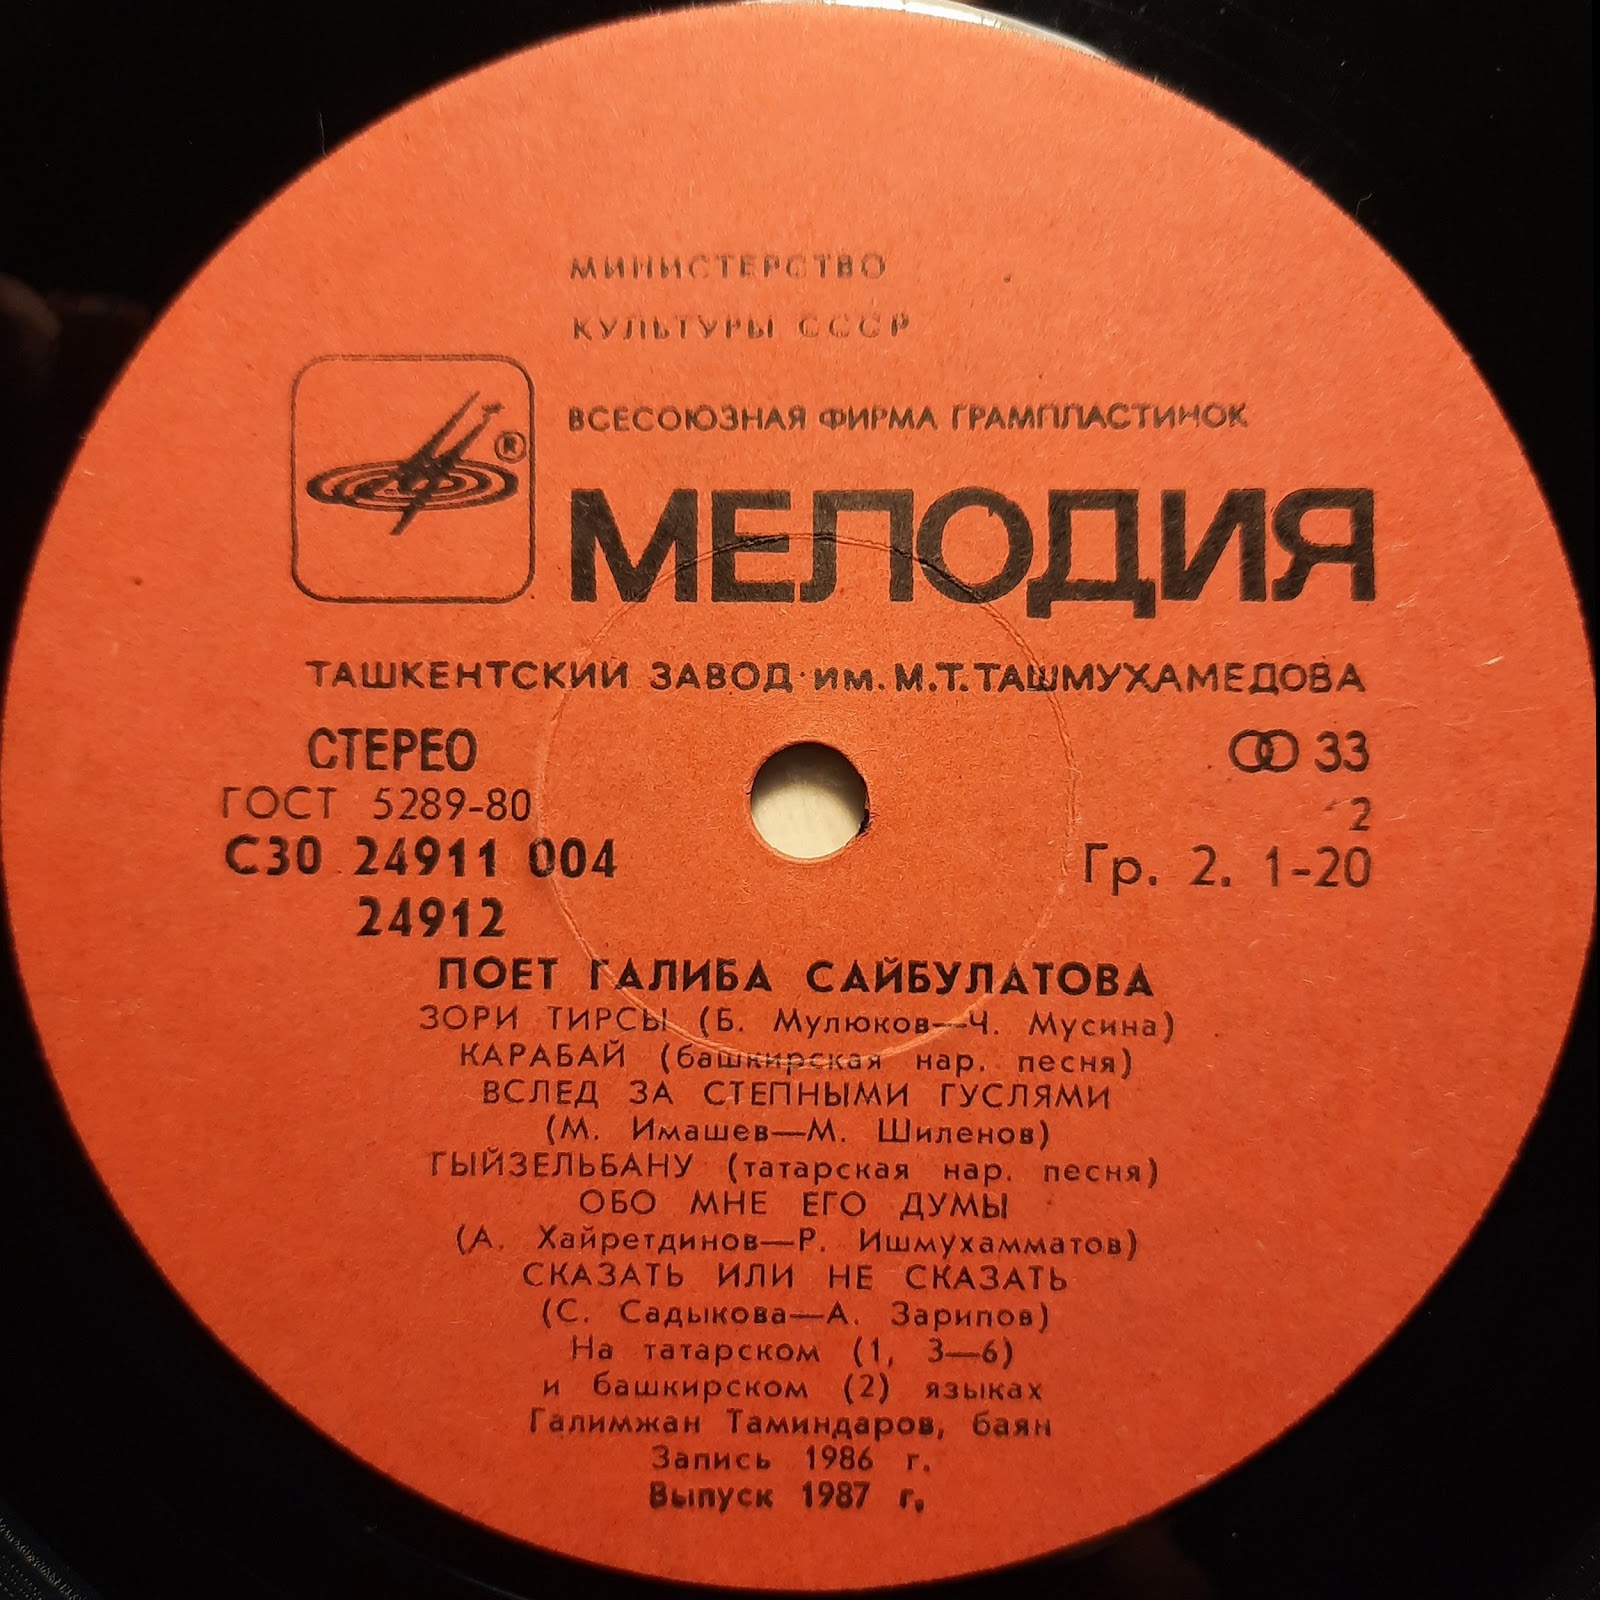 МИНИСТЕРСТВО
КУЛЬТУРЫ СССР
ВСЕСОЮЗНАЯ ФИРМА ГРАМПЛАСТИНОК
®
МЕЛОДИЯ
ТАШКЕНТСКИЙ ЗАВОД им. М.Т.ТАШМУХАМЕДОВА
СТЕРЕО 33
ГОСТ 5289-80 2
С30 24911 004 Гр. 2. 1-20
24912
ПОЕТ ГАЛИБА САЙБУЛАТОВА
ЗОРИ ТИРСЫ (Б. Мулюков—Ч. Мусина)
КАРАБАЙ (башкирская нар. песня)
ВСЛЕД ЗА СТЕПНЫМИ ГУСЛЯМИ
(М. Имашев—М. Шиленов)
ГЫЙЗЕЛЬБАНУ (татарская нар. песня)
ОБО МНЕ ЕГО ДУМЫ
(А. Хайретдинов—Р. Ишмухамматов)
СКАЗАТЬ ИЛИ НЕ СКАЗАТЬ
(С. Садыкова—А. Зарипов)
На татарском (1, 3—6)
и башкирском (2) языках
Галимжан Таминдаров, баян
Запись 1986 г.
Выпуск 1987 г.